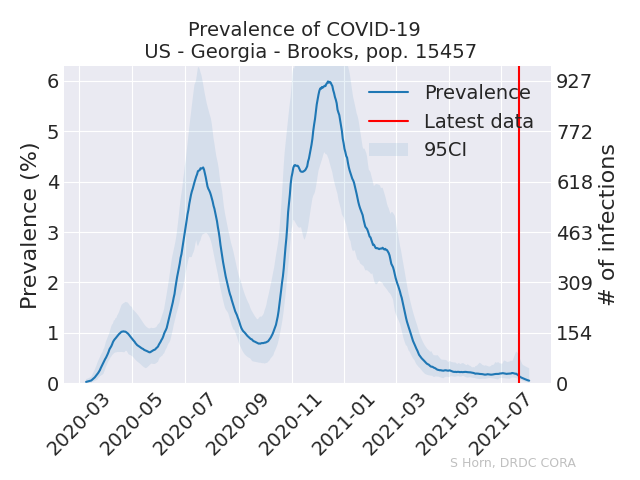 Prevalence of COVID-19
US - Georgia - Brooks, pop. 15457
Prevalence (%)
6
5
4
3
2
1
0
Prevalence
Latest data
95CI
927
772
618
463
309
154
0
# of infections
2020-03
2020-05
2020-07
2020-09
2020-11
2021-01
2021-03
2021-05
2021-07
S Horn, DRDC CORA